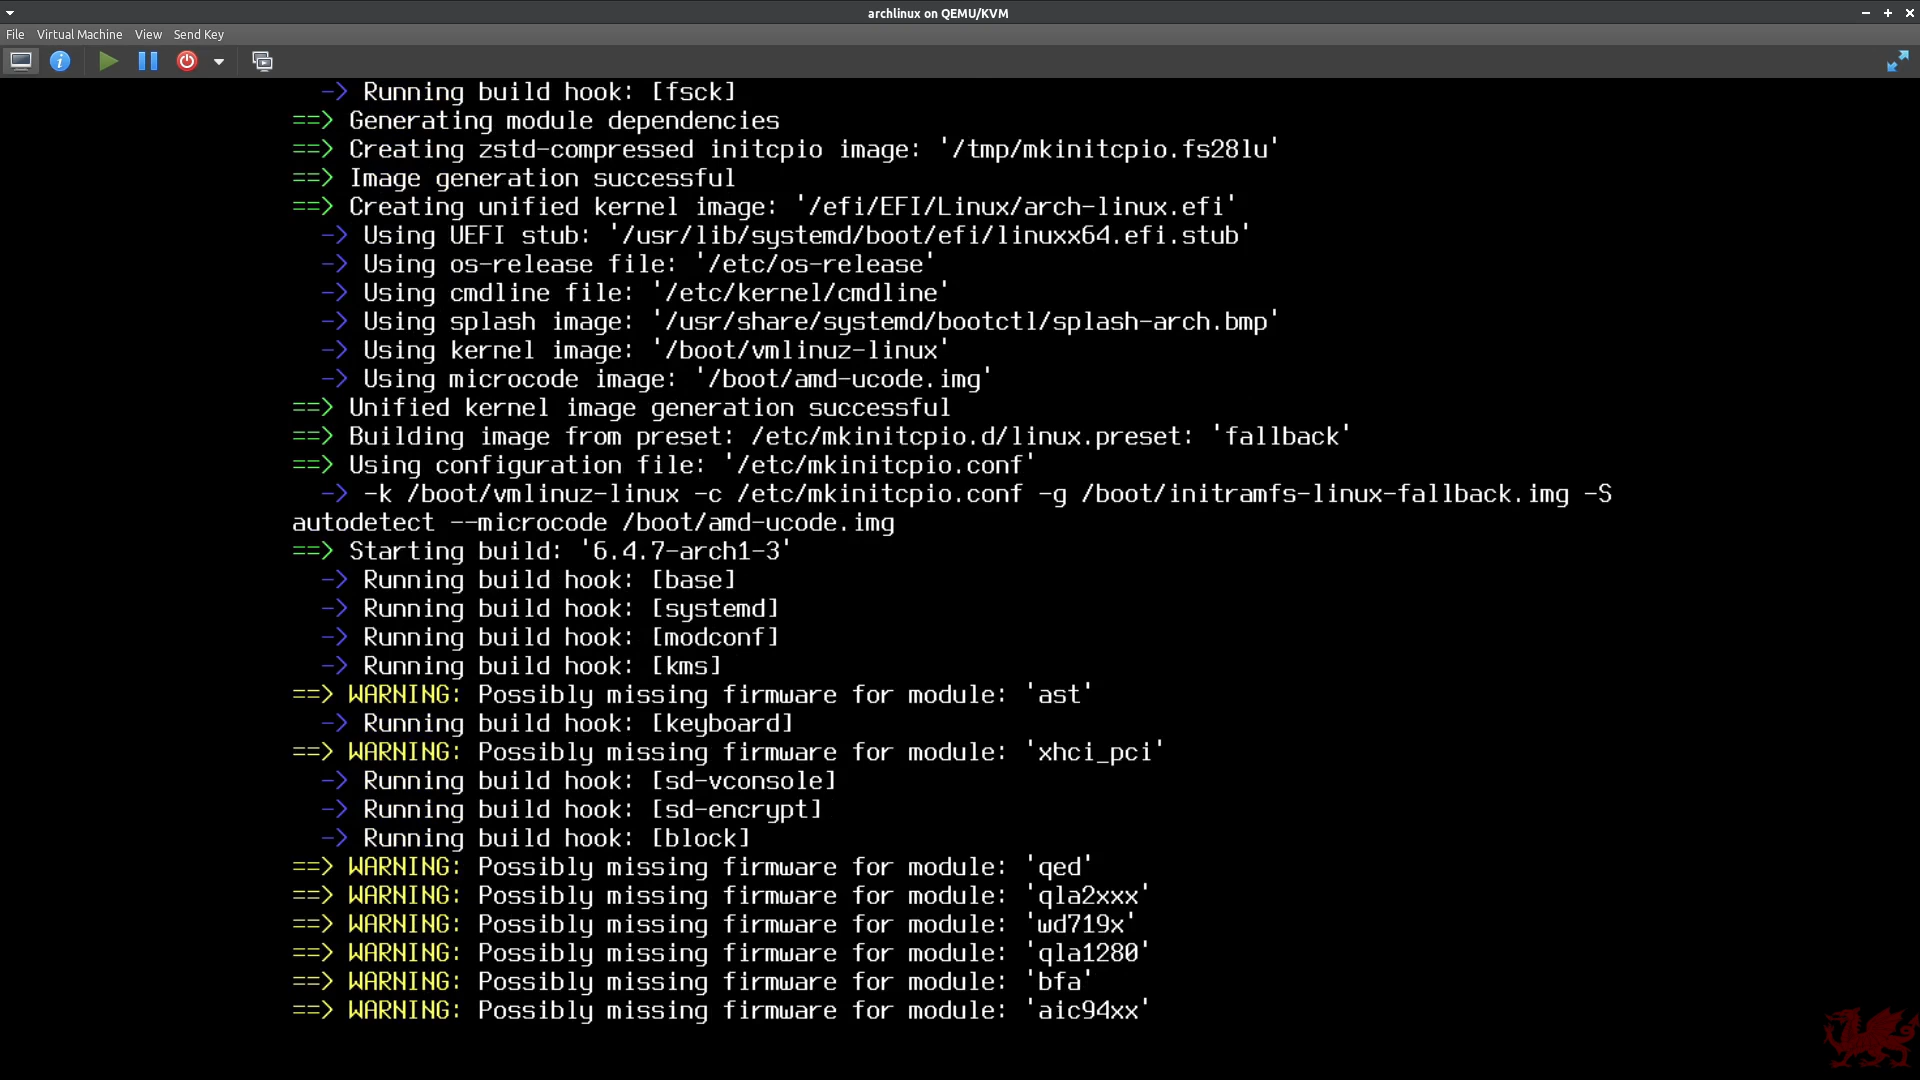 archlinux on QEMU/KVM
File Virtual Machine View Send Key
-> Running build hook: [fsck]
==> Generating module dependencies
==> Creating zstd-compressed initcpio image: '/tmp/mkinitcpio.fs28lu'
==> Image generation successful
==> Creating unified kernel image: '/efi/EFI/Linux/arch-linux.efi'
-> Using UEFI stub: '/usr/lib/systemd/boot/efi/linuxx64.efi.stub'
-> Using os-release file: '/etc/os-release'
-> Using cmdline file: '/etc/kernel/cmdline'
-> Using splash image: '/usr/share/systemd/bootctl/splash-arch.bmp'
-> Using kernel image: '/boot/vmlinuz-linux'
-> Using microcode image: '/boot/amd-ucode.img'
==> Unified kernel image generation successful
==> Building image from preset: /etc/mkinitcpio.d/linux.preset: 'fallback'
==> Using configuration file: '/etc/mkinitcpio.conf'
-> -k /boot/vmlinuz-linux -c /etc/mkinitcpio.conf -g /boot/initramfs-linux-fallback.img -S
autodetect --microcode /boot/amd-ucode.img
==> Starting build: '6.4.7-arch1-3'
-> Running build hook: [base]
-> Running build hook: [systemd]
-> Running build hook: [modconf]
-> Running build hook: [kms]
==> WARNING: Possibly missing firmware for module: 'ast'
-> Running build hook: [keyboard]
==> WARNING: Possibly missing firmware for module: 'xhci_pci'
-> Running build hook: [sd-vconsole]
-> Running build hook: [sd-encrypt]
-> Running build hook: [block]
==> WARNING: Possibly missing firmware for module: 'qed'
==> WARNING: Possibly missing firmware for module: 'qla2xxx'
==> WARNING: Possibly missing firmware for module: 'wd719x'
==> WARNING: Possibly missing firmware for module: 'qla1280'
==> WARNING: Possibly missing firmware for module: 'bfa'
==> WARNING: Possibly missing firmware for module: 'aic94xx'